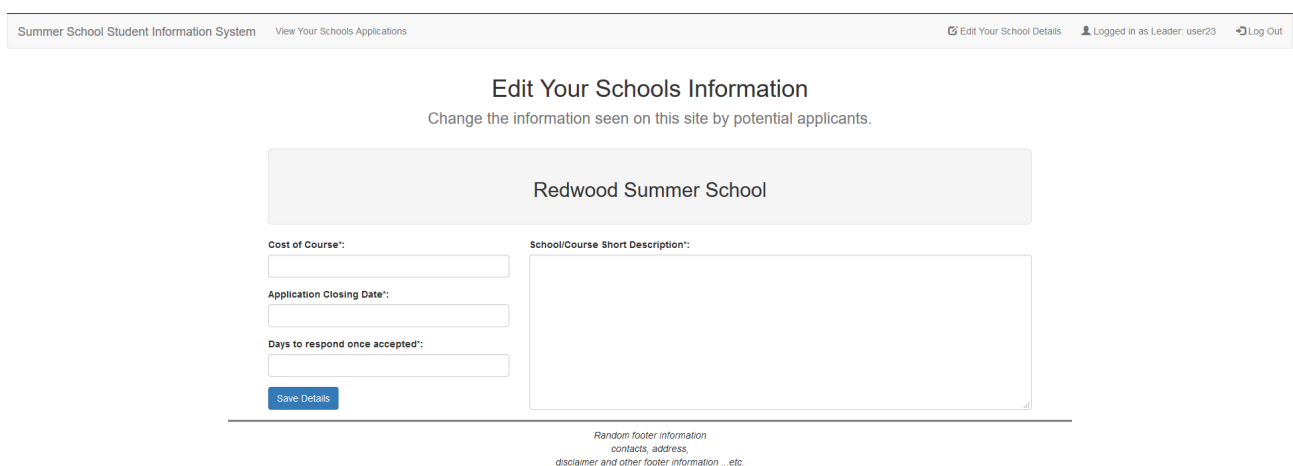 Summer School Student Information System View Your Schools Applications Edit Your School Details Logged in as Leader: user23 Log Out
Edit Your Schools Information
Change the information seen on this site by potential applicants.
Redwood Summer School
Cost of Course*: School/Course Short Description*:
Application Closing Date*:
Days to respond once accepted*:
Save Details
Random footer information
contacts, address,
disclaimer and other footer information ...etc.